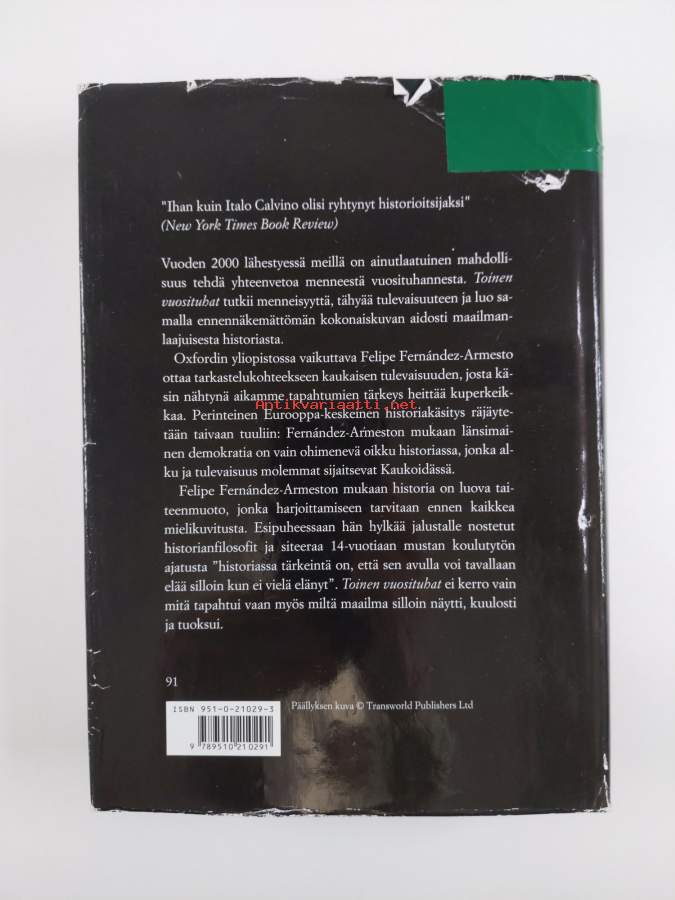 "Ihan kuin Italo Calvino olisi ryhtynyt historioitsijaksi"
(New York Times Book Review)
Vuoden 2000 lähestyessä meillä on ainutlaatuinen mahdolli-
suus tehdä yhteenvetoa menneestä vuosituhannesta. Toinen
vuosituhat tutkii menneisyyttä, tähyää tulevaisuuteen ja luo sa-
malla ennennäkemättömän kokonaiskuvan aidosti maailman-
laajuisesta historiasta.
Oxfordin yliopistossa vaikuttava Felipe Fernández-Armesto
ottaa tarkastelukohteekseen kaukaisen tulevaisuuden, josta kä-
sin nähtynä aikamme tapahtumien tärkeys heittää kuperkeik-
Antikvariaatti.net
kaa. Perinteinen Eurooppa-keskeinen historiakäsitys räjäyte-
tään taivaan tuuliin: Fernández-Armeston mukaan länsimai-
nen demokratia on vain ohimenevä oikku historiassa, jonka al-
ku ja tulevaisuus molemmat sijaitsevat Kaukoidässä.
Felipe Fernández-Armeston mukaan historia on luova tai-
teenmuoto, jonka harjoittamiseen tarvitaan ennen kaikkea
mielikuvitusta. Esipuheessaan hän hylkää jalustalle nostetut
historianfilosofit ja siteeraa 14-vuotiaan mustan koulutytön
ajatusta "historiassa tärkeintä on, että sen avulla voi tavallaan
elää silloin kun ei vielä elänyt". Toinen vuosituhat ei kerro vain
mitä tapahtui vaan myös miltä maailma silloin näytti, kuulosti
ja tuoksui.
91
ISBN 951-0-21029-3
Päällyksen kuva © Transworld Publishers Ltd
9 789510 210291